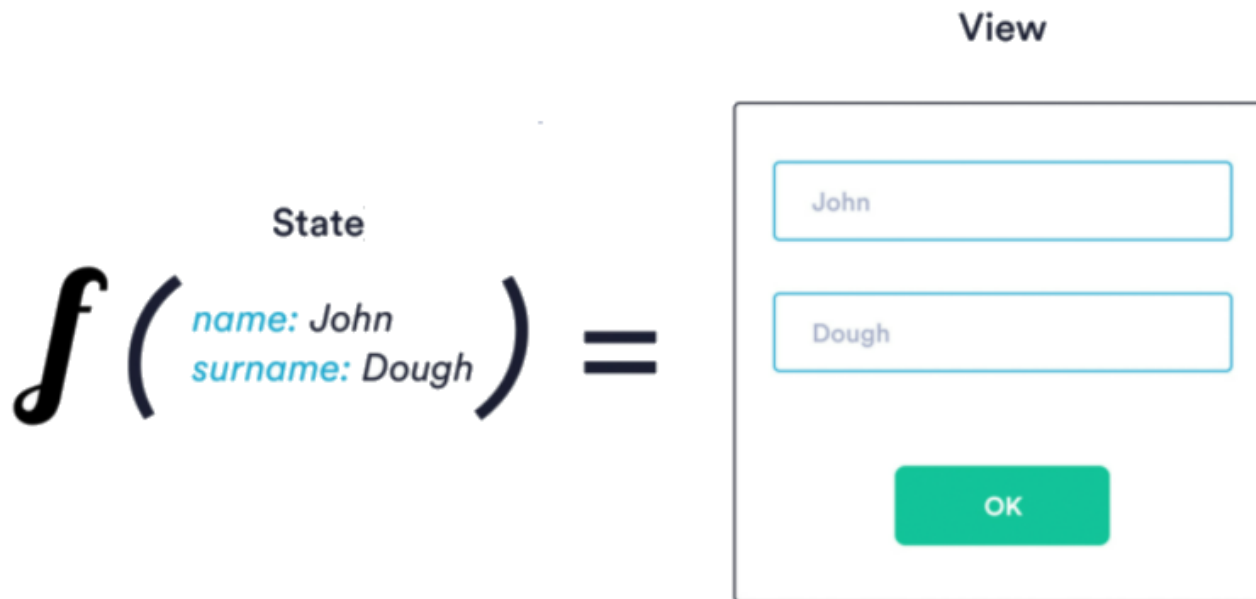 View
State
f ( name: John
surname: Dough ) =
John
Dough
OK